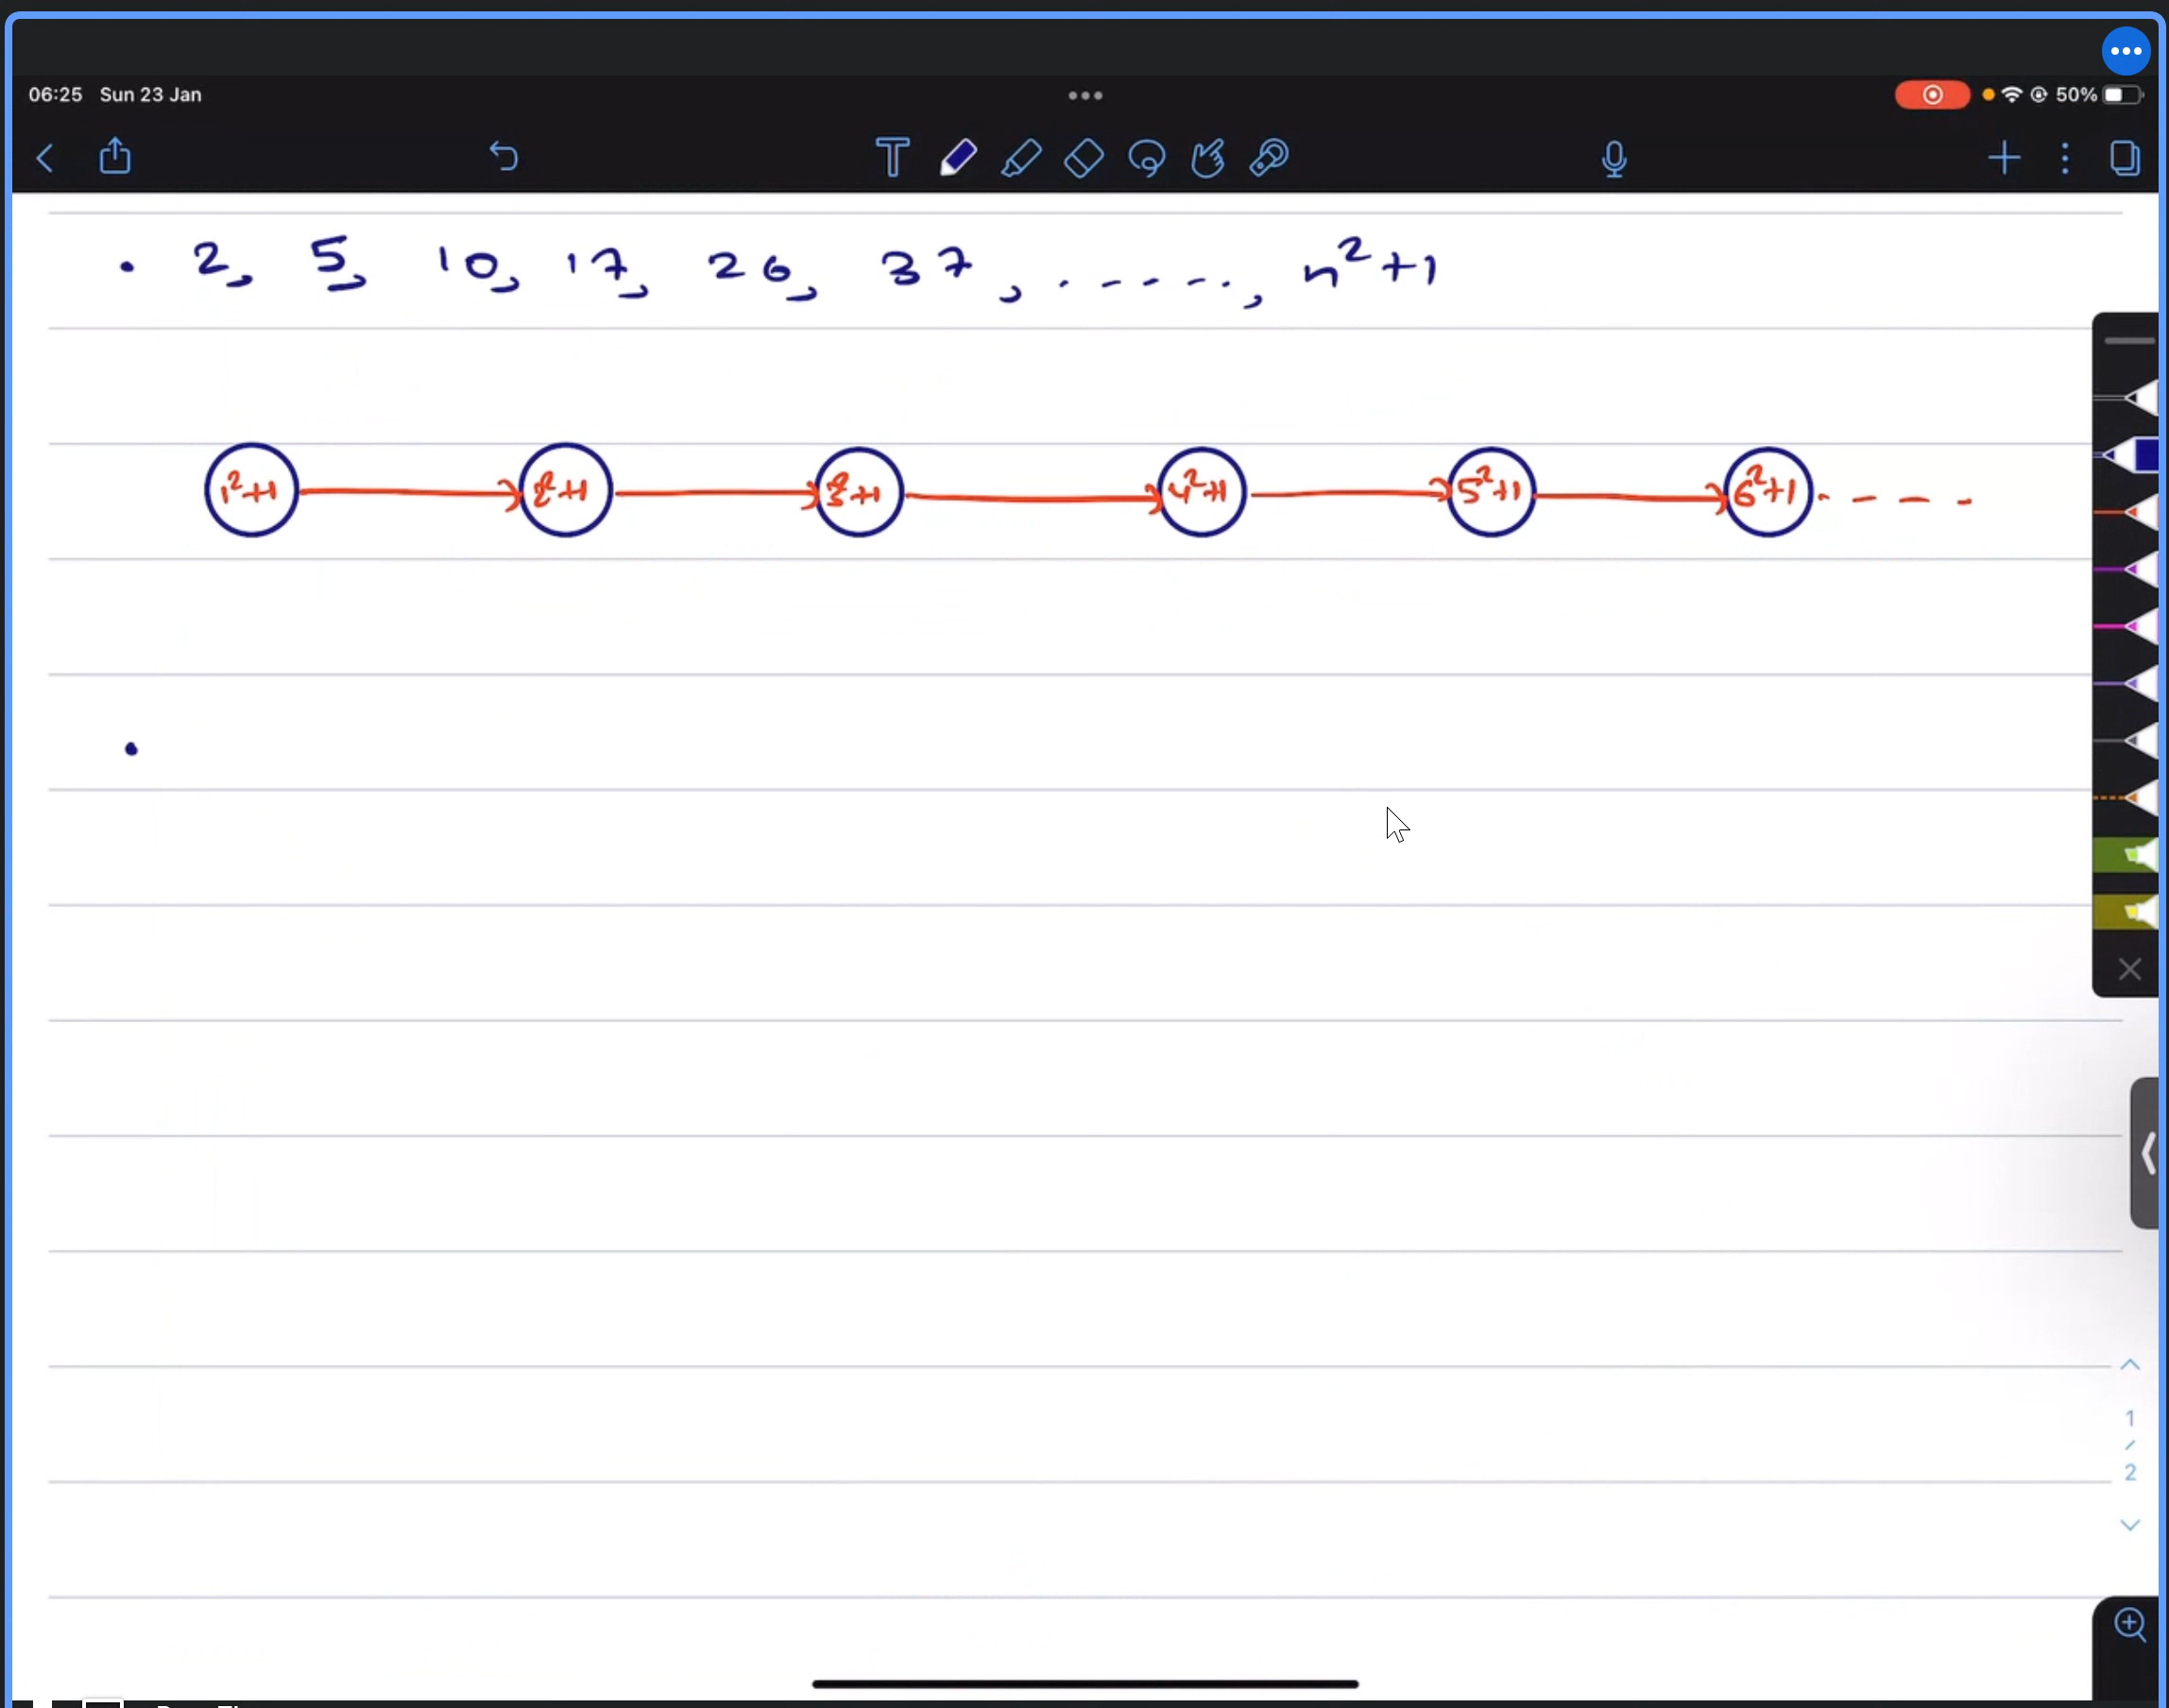 06:25 Sun 23 Jan 50%
T
• 2, 5, 10, 17, 26, 37, ......, n²+1
1²+1 → 2²+1 → 3²+1 → 4²+1 → 5²+1 → 6²+1 - - - -
•
1
/
2